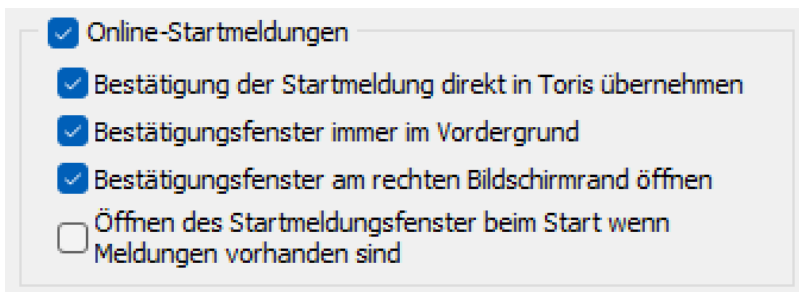 Online-Startmeldungen
Bestätigung der Startmeldung direkt in Toris übernehmen
Bestätigungsfenster immer im Vordergrund
Bestätigungsfenster am rechten Bildschirmrand öffnen
Öffnen des Startmeldungsfenster beim Start wenn
Meldungen vorhanden sind